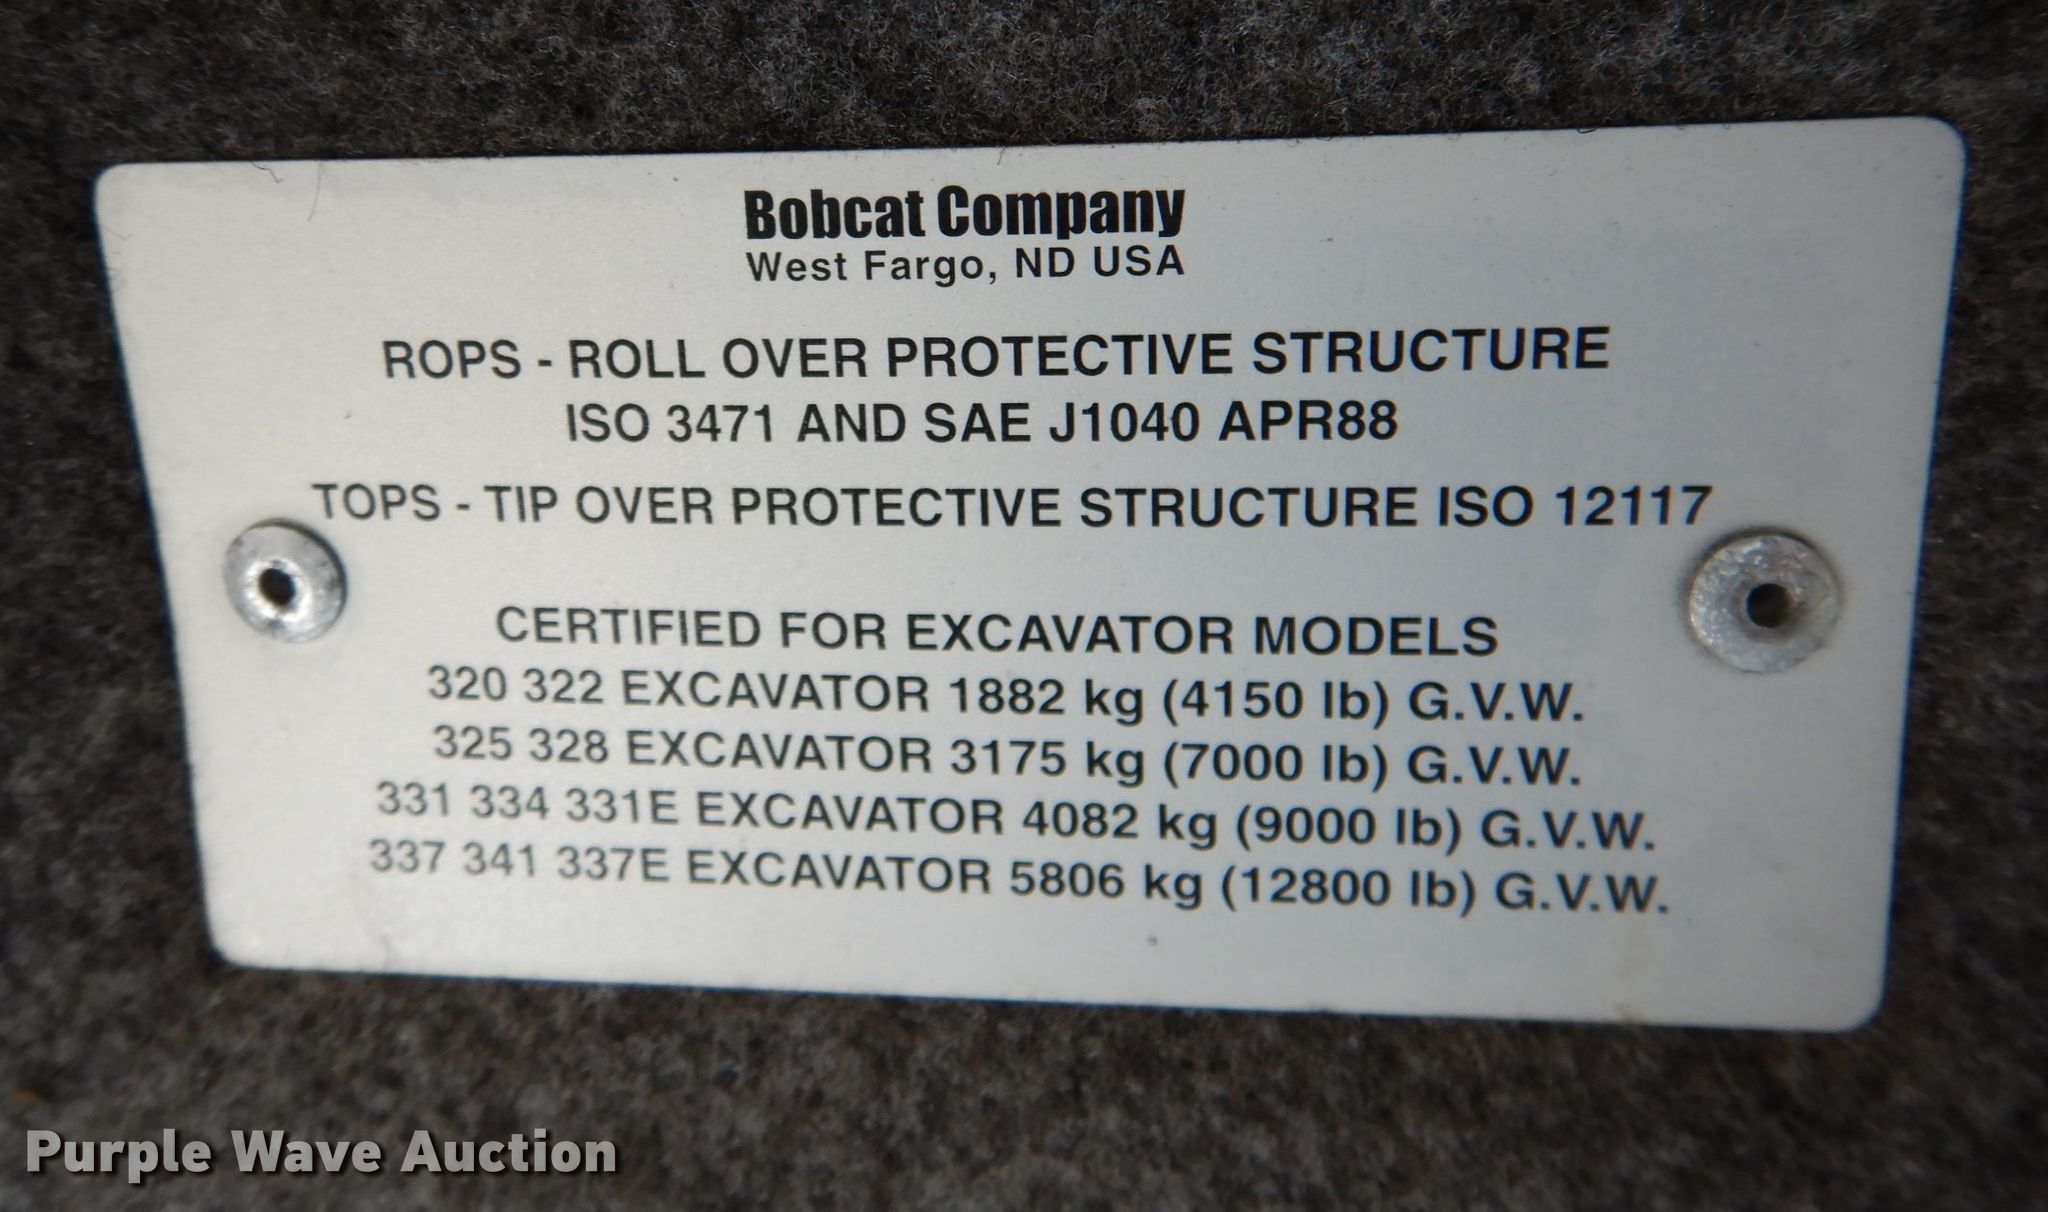 Bobcat Company
West Fargo, ND USA
ROPS - ROLL OVER PROTECTIVE STRUCTURE
ISO 3471 AND SAE J1040 APR88
TOPS - TIP OVER PROTECTIVE STRUCTURE ISO 12117
CERTIFIED FOR EXCAVATOR MODELS
320 322 EXCAVATOR 1882 kg (4150 lb) G.V.W.
325 328 EXCAVATOR 3175 kg (7000 lb) G.V.W.
331 334 331E EXCAVATOR 4082 kg (9000 lb) G.V.W.
337 341 337E EXCAVATOR 5806 kg (12800 lb) G.V.W.
Purple Wave Auction